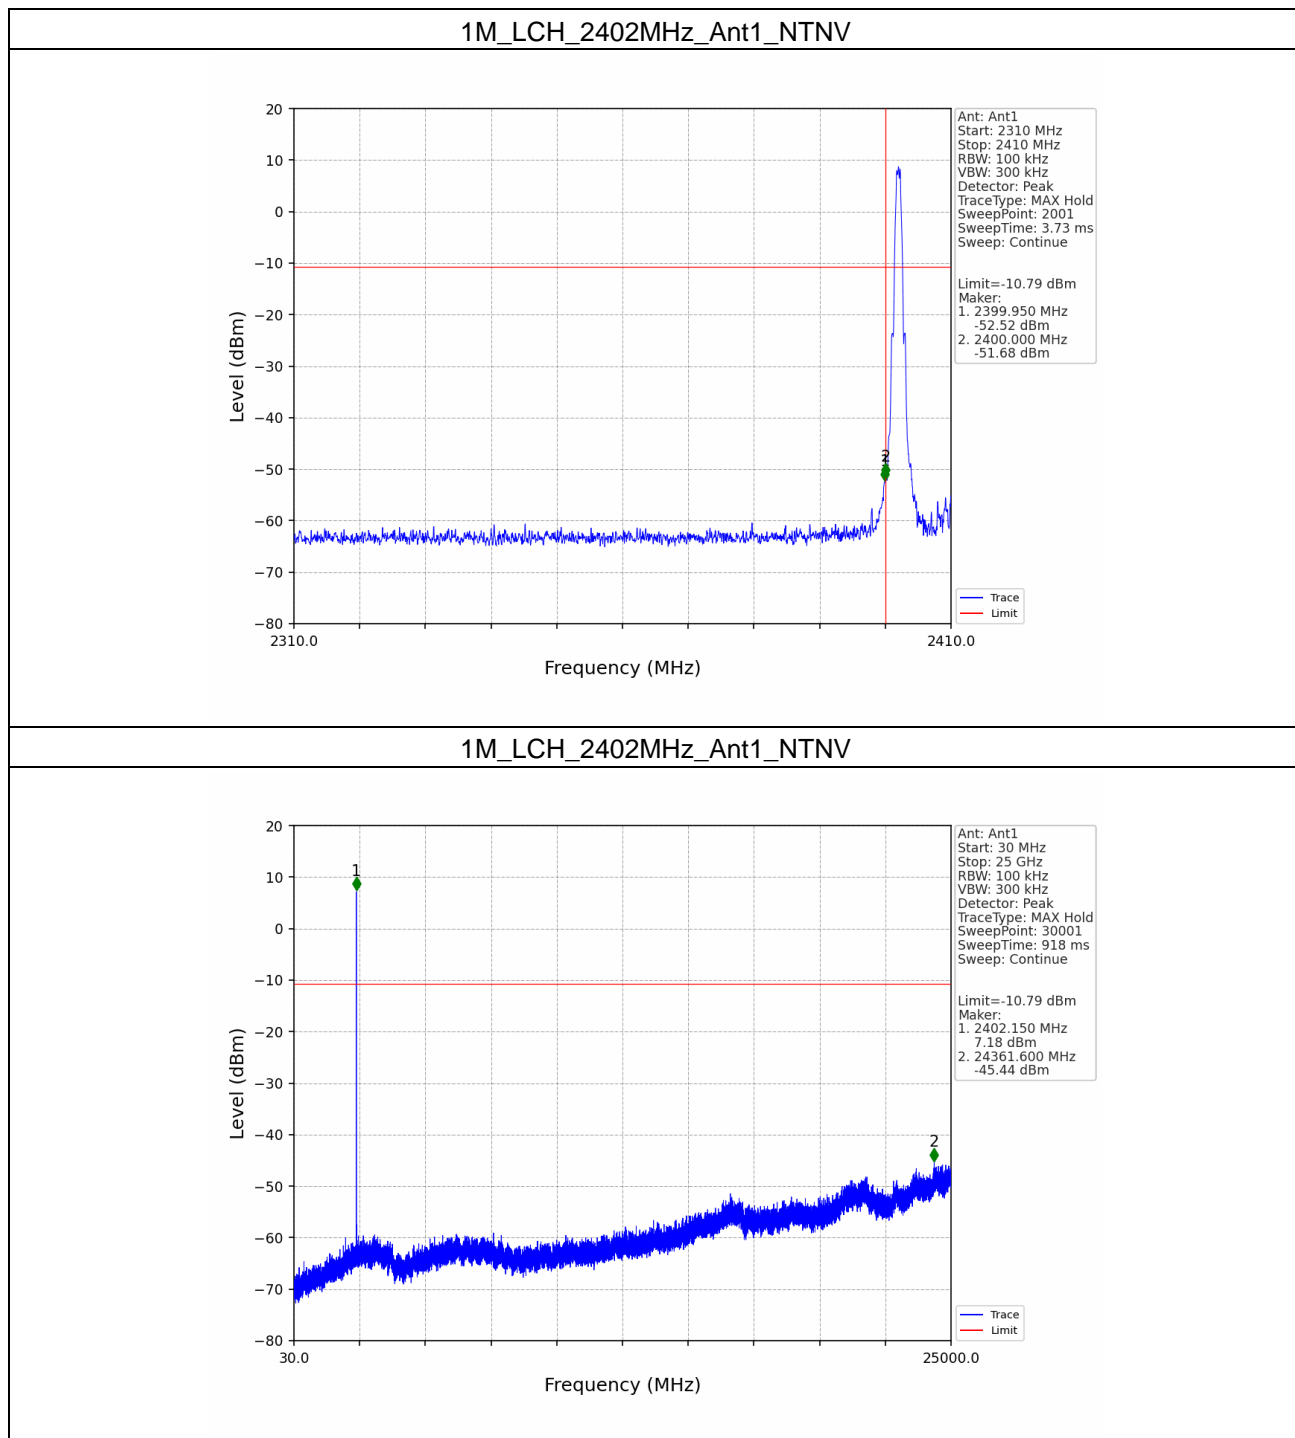 1M_LCH_2402MHz_Ant1_NTNV
20
10
0
−10
−20
−30
−40
−50
−60
−70
−80
Level (dBm)
2
2310.0
2410.0
Frequency (MHz)
Ant: Ant1
Start: 2310 MHz
Stop: 2410 MHz
RBW: 100 kHz
VBW: 300 kHz
Detector: Peak
TraceType: MAX Hold
SweepPoint: 2001
SweepTime: 3.73 ms
Sweep: Continue
Limit=-10.79 dBm
Maker:
1. 2399.950 MHz
-52.52 dBm
2. 2400.000 MHz
-51.68 dBm
Trace
Limit
1M_LCH_2402MHz_Ant1_NTNV
20
10
0
−10
−20
−30
−40
−50
−60
−70
−80
Level (dBm)
1
2
30.0
25000.0
Frequency (MHz)
Ant: Ant1
Start: 30 MHz
Stop: 25 GHz
RBW: 100 kHz
VBW: 300 kHz
Detector: Peak
TraceType: MAX Hold
SweepPoint: 30001
SweepTime: 918 ms
Sweep: Continue
Limit=-10.79 dBm
Maker:
1. 2402.150 MHz
7.18 dBm
2. 24361.600 MHz
-45.44 dBm
Trace
Limit